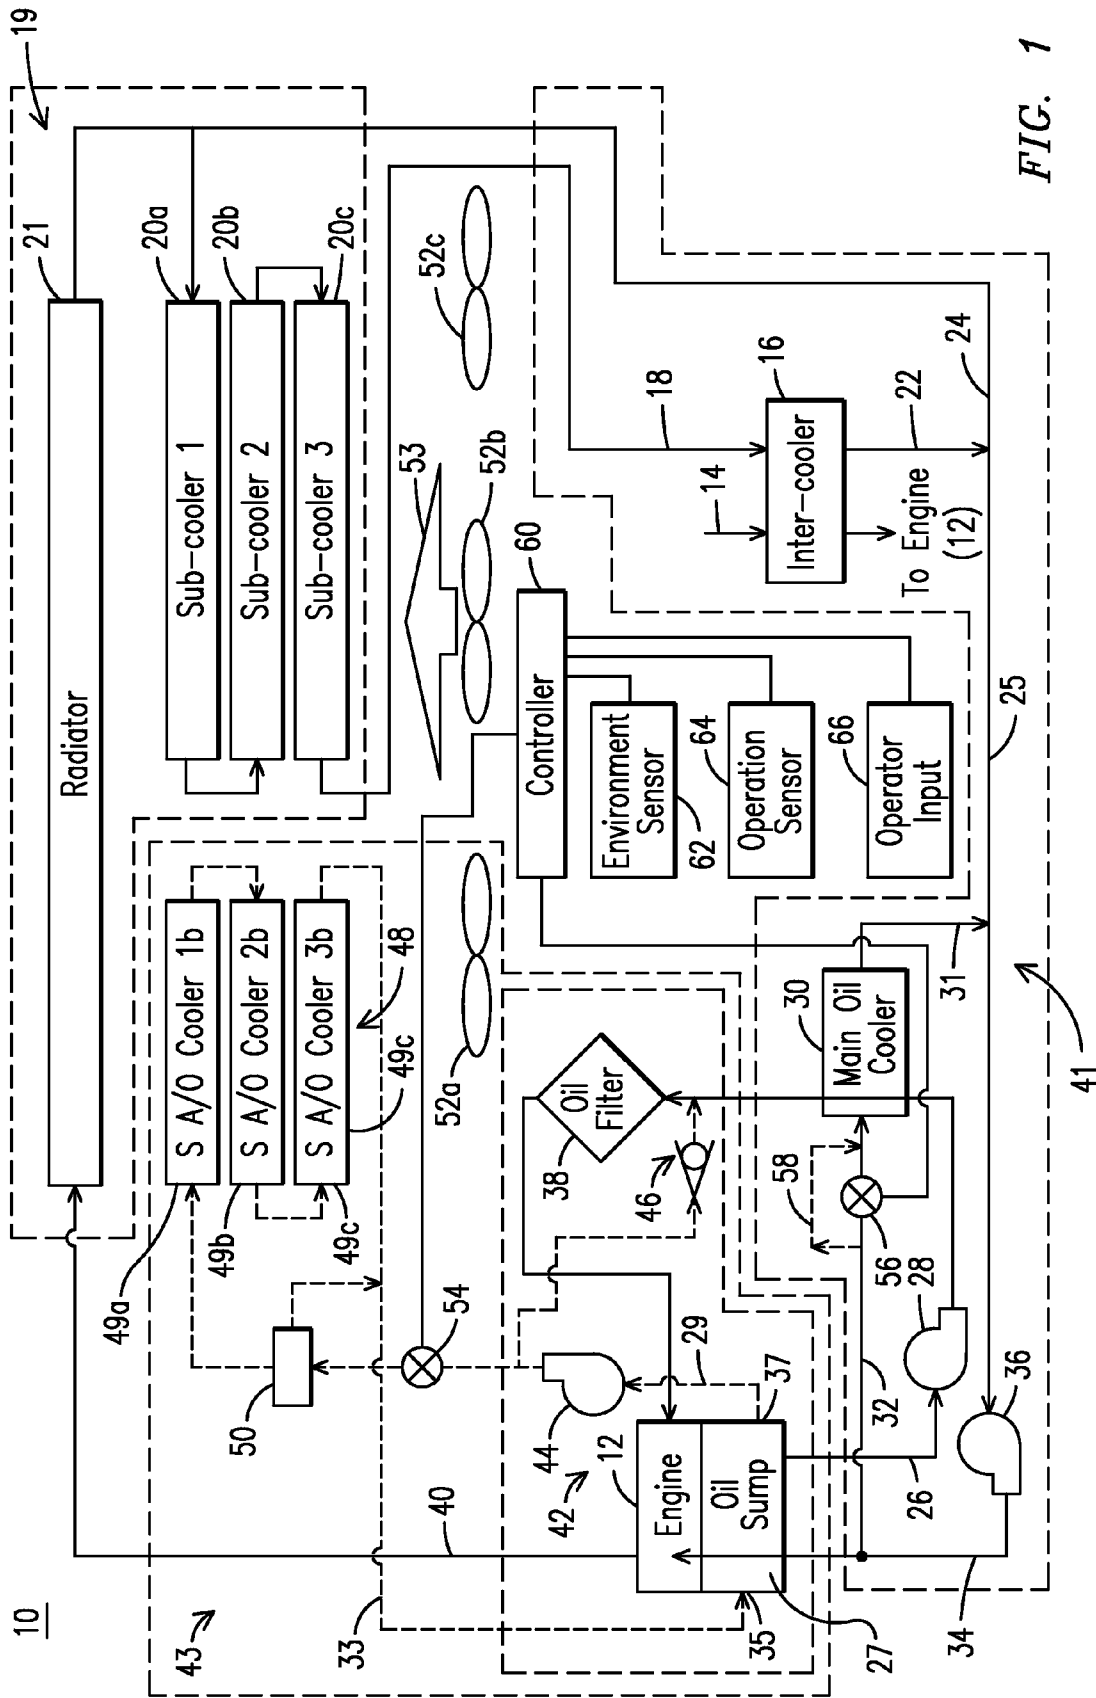 10
19
21
Radiator
20a
Sub-cooler 1
20b
Sub-cooler 2
20c
Sub-cooler 3
49a
S A/O Cooler 1b
49b
S A/O Cooler 2b
49c
S A/O Cooler 3b
48
49c
43
40
33
50
54
52a
53
52b
52c
60
Controller
Environment
Sensor
62
64
Operation
Sensor
66
Operator
Input
14
18
16
Inter-cooler
To Engine
(12)
22
24
25
38
Oil
Filter
46
58
30
Main Oil
Cooler
31
41
44
42
12
Engine
Oil
Sump
37
29
35
27
56
28
32
26
36
34
FIG. 1